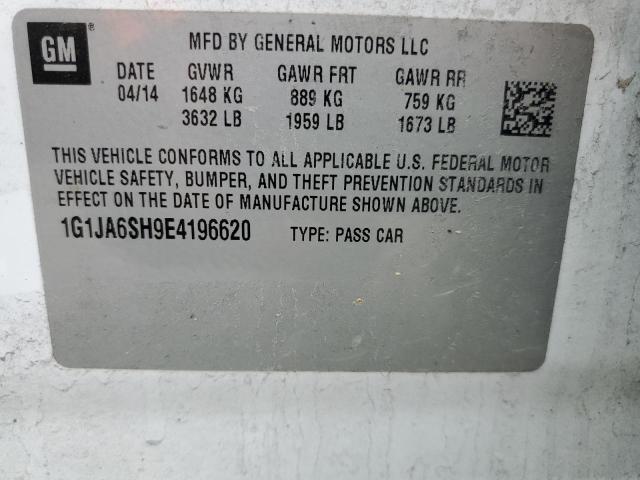 GM ®
MFD BY GENERAL MOTORS LLC
DATE GVWR GAWR FRT GAWR RR
04/14 1648 KG 889 KG 759 KG
3632 LB 1959 LB 1673 LB
THIS VEHICLE CONFORMS TO ALL APPLICABLE U.S. FEDERAL MOTOR
VEHICLE SAFETY, BUMPER, AND THEFT PREVENTION STANDARDS IN
EFFECT ON THE DATE OF MANUFACTURE SHOWN ABOVE.
1G1JA6SH9E4196620 TYPE: PASS CAR